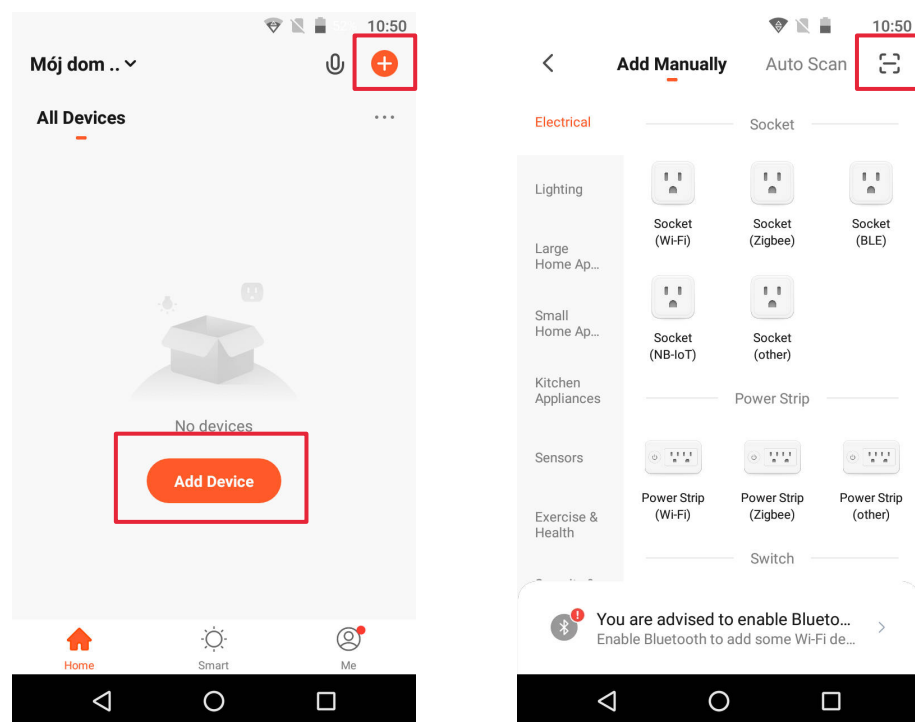 10:50
Mój dom ..
All Devices
No devices
Add Device
Home
Smart
Me
10:50
Add Manually
Auto Scan
Electrical
Lighting
Large
Home Ap...
Small
Home Ap...
Kitchen
Appliances
Sensors
Exercise &
Health
Socket
Socket
(Wi-Fi)
Socket
(Zigbee)
Socket
(BLE)
Socket
(NB-IoT)
Socket
(other)
Power Strip
Power Strip
(Wi-Fi)
Power Strip
(Zigbee)
Power Strip
(other)
Switch
You are advised to enable Blueto...
Enable Bluetooth to add some Wi-Fi de...